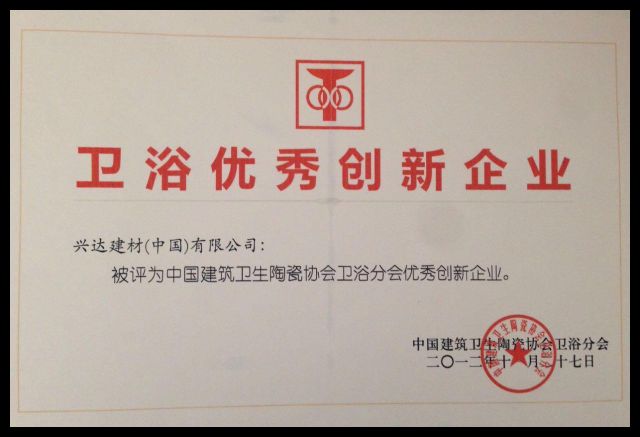 卫浴优秀创新企业
兴达建材(中国)有限公司:
被评为中国建筑卫生陶瓷协会卫浴分会优秀创新企业。
中国建筑卫生陶瓷协会卫浴分会
二〇一二年十一月二十七日